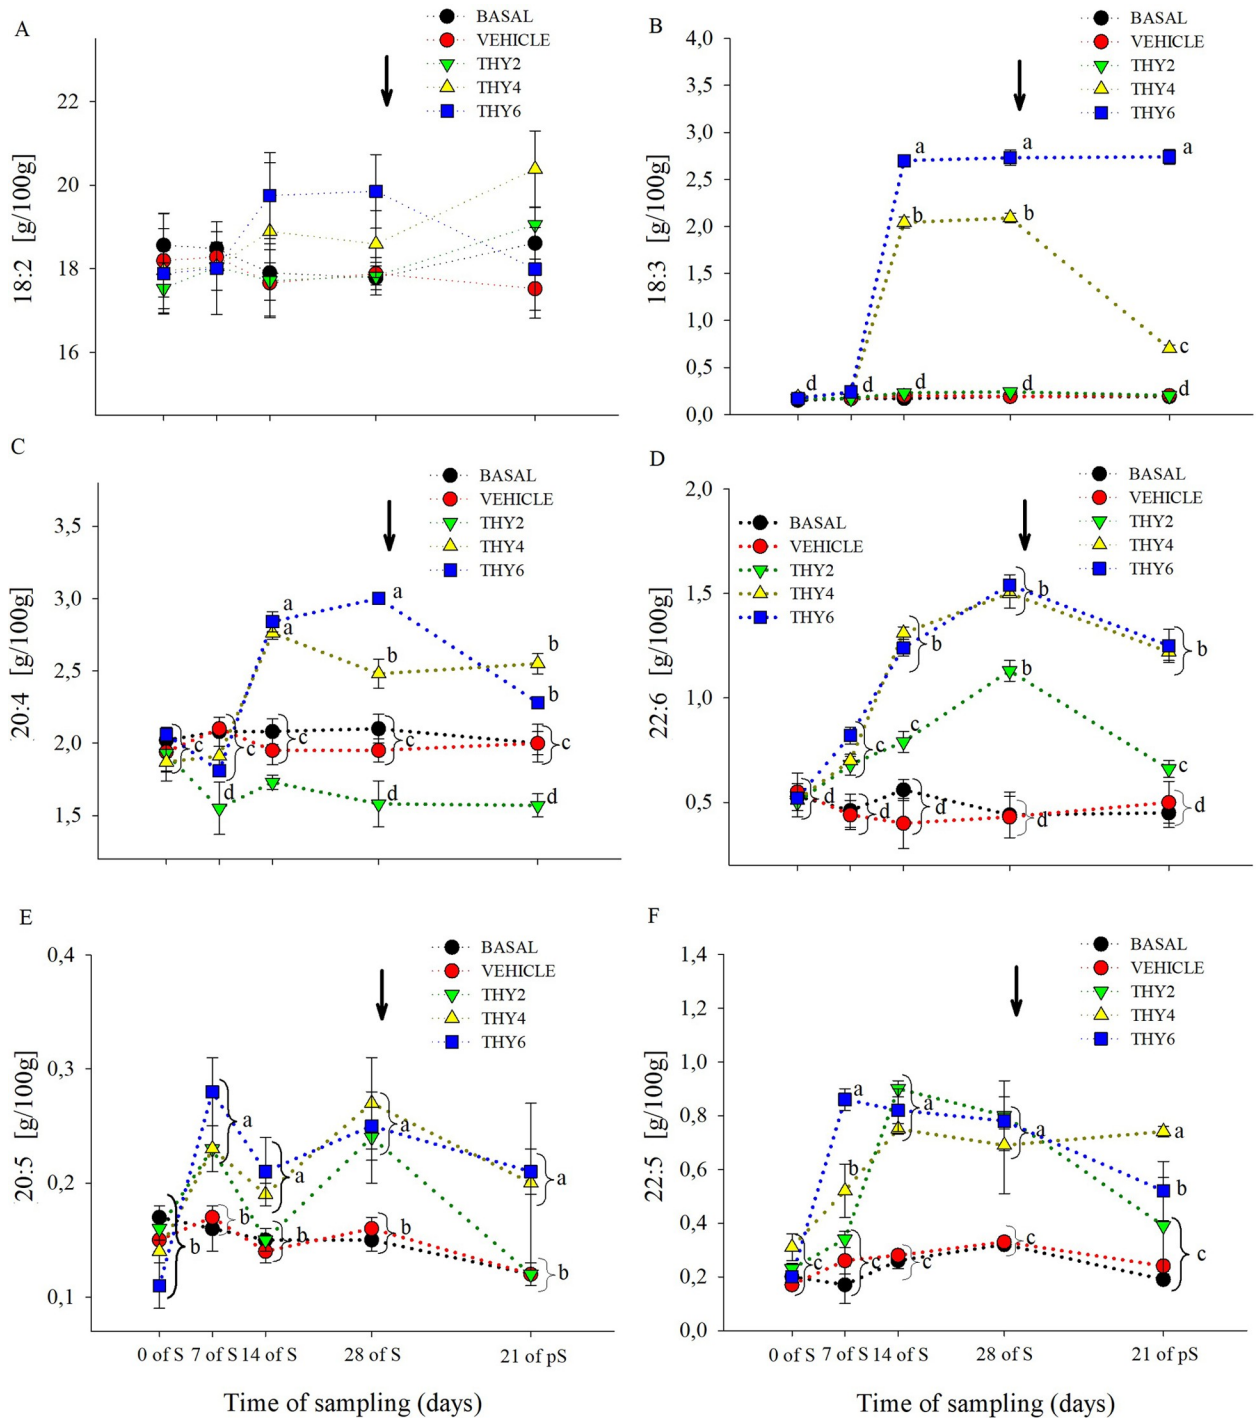 A
BASAL
VEHICLE
THY2
THY4
THY6
22
20
18
16
18:2 [g/100g]
B
BASAL
VEHICLE
THY2
THY4
THY6
4,0
3,5
3,0
2,5
2,0
1,5
1,0
0,5
0,0
18:3 [g/100g]
a a a
b b
c
d d d d d
C
BASAL
VEHICLE
THY2
THY4
THY6
3,5
3,0
2,5
2,0
1,5
20:4 [g/100g]
a a
a
b b
b
c c c c c
d d d
D
BASAL
VEHICLE
THY2
THY4
THY6
BASAL
VEHICLE
THY2
THY4
THY6
2,0
1,5
1,0
0,5
22:6 [g/100g]
b
b b
b
c
c c
d d d d d
E
BASAL
VEHICLE
THY2
THY4
THY6
0,4
0,3
0,2
0,1
20:5 [g/100g]
a a
a a
b b b b
b
0 of S 7 of S 14 of S 28 of S 21 of pS
Time of sampling (days)
F
BASAL
VEHICLE
THY2
THY4
THY6
1,4
1,2
1,0
0,8
0,6
0,4
0,2
0,0
22:5 [g/100g]
a a
a a
b b
c c c c c
0 of S 7 of S 14 of S 28 of S 21 of pS
Time of sampling (days)